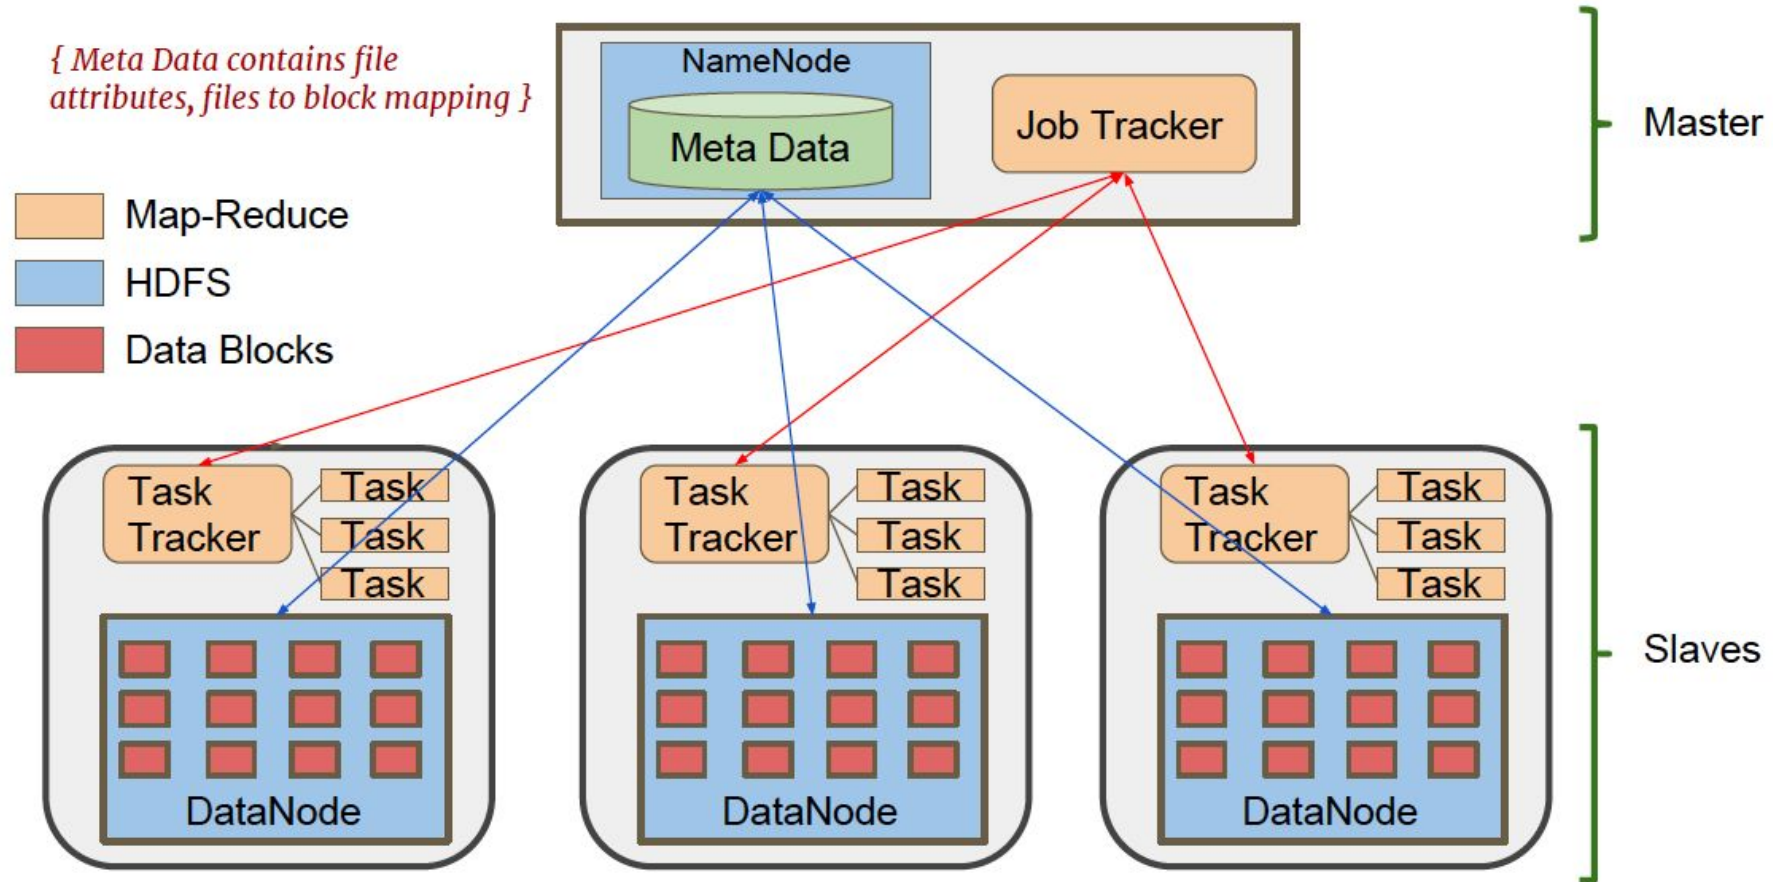 { Meta Data contains file
attributes, files to block mapping }
NameNode
Meta Data
Job Tracker
Master
Map-Reduce
HDFS
Data Blocks
Task
Tracker
Task
Task
Task
DataNode
Task
Tracker
Task
Task
Task
DataNode
Task
Tracker
Task
Task
Task
DataNode
Slaves